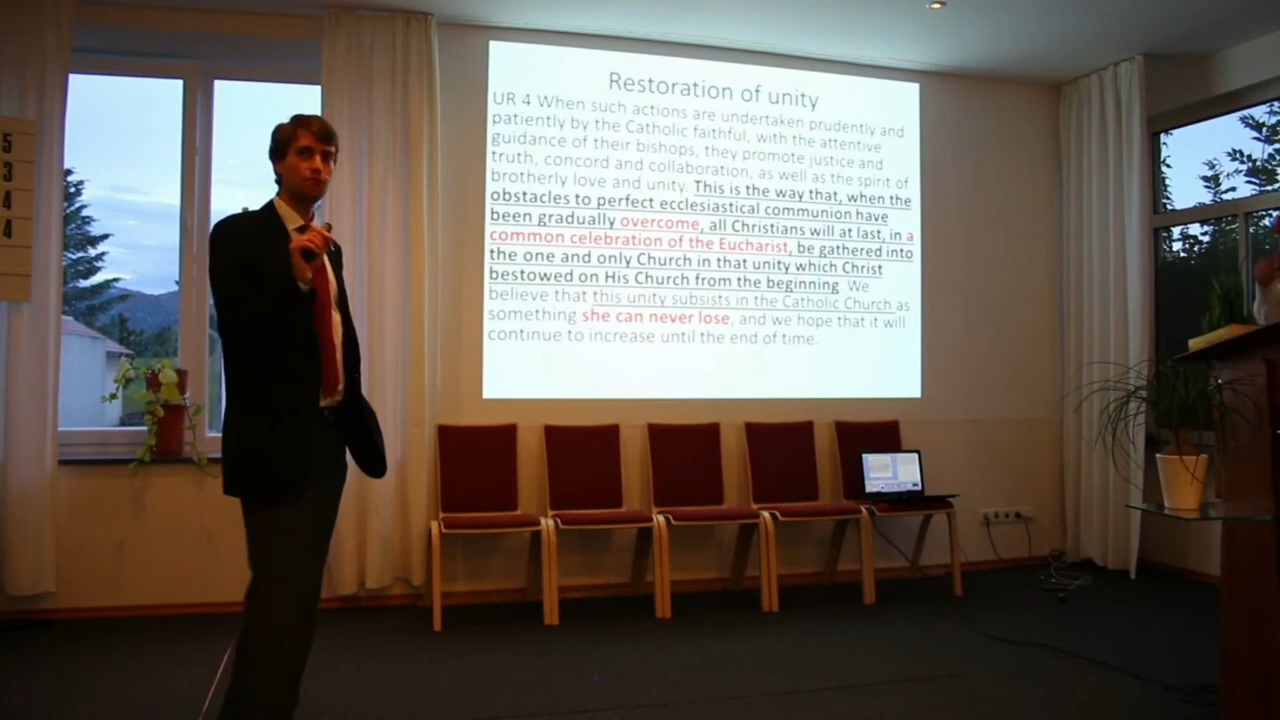 Restoration of unity
UR 4 When such actions are undertaken prudently and
patiently by the Catholic faithful, with the attentive
guidance of their bishops, they promote justice and
truth, concord and collaboration, as well as the spirit of
brotherly love and unity. This is the way that, when the
obstacles to perfect ecclesiastical communion have
been gradually overcome, all Christians will at last, in a
common celebration of the Eucharist, be gathered into
the one and only Church in that unity which Christ
bestowed on His Church from the beginning. We
believe that this unity subsists in the Catholic Church as
something she can never lose, and we hope that it will
continue to increase until the end of time.
5
3
4
4